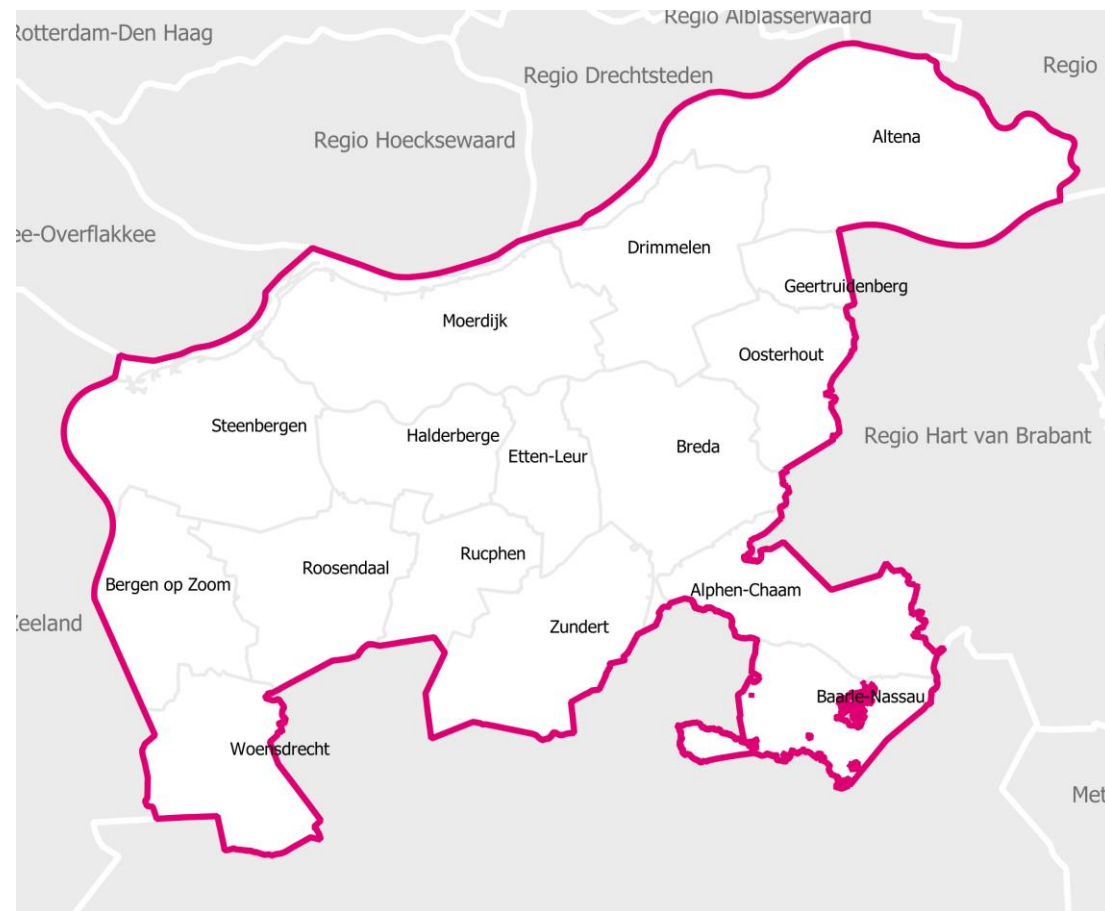 Regio Alblasserwaard
Rotterdam-Den Haag
Regio Drechtsteden
Regio
Regio Hoecksewaard
Altena
ee-Overflakkee
Drimmelen
Geertruidenberg
Moerdijk
Oosterhout
Steenbergen
Halderberge
Etten-Leur
Breda
Regio Hart van Brabant
Rucphen
Roosendaal
Bergen op Zoom
Alphen-Chaam
Zeeland
Zundert
Baarle-Nassau
Woensdrecht
Met